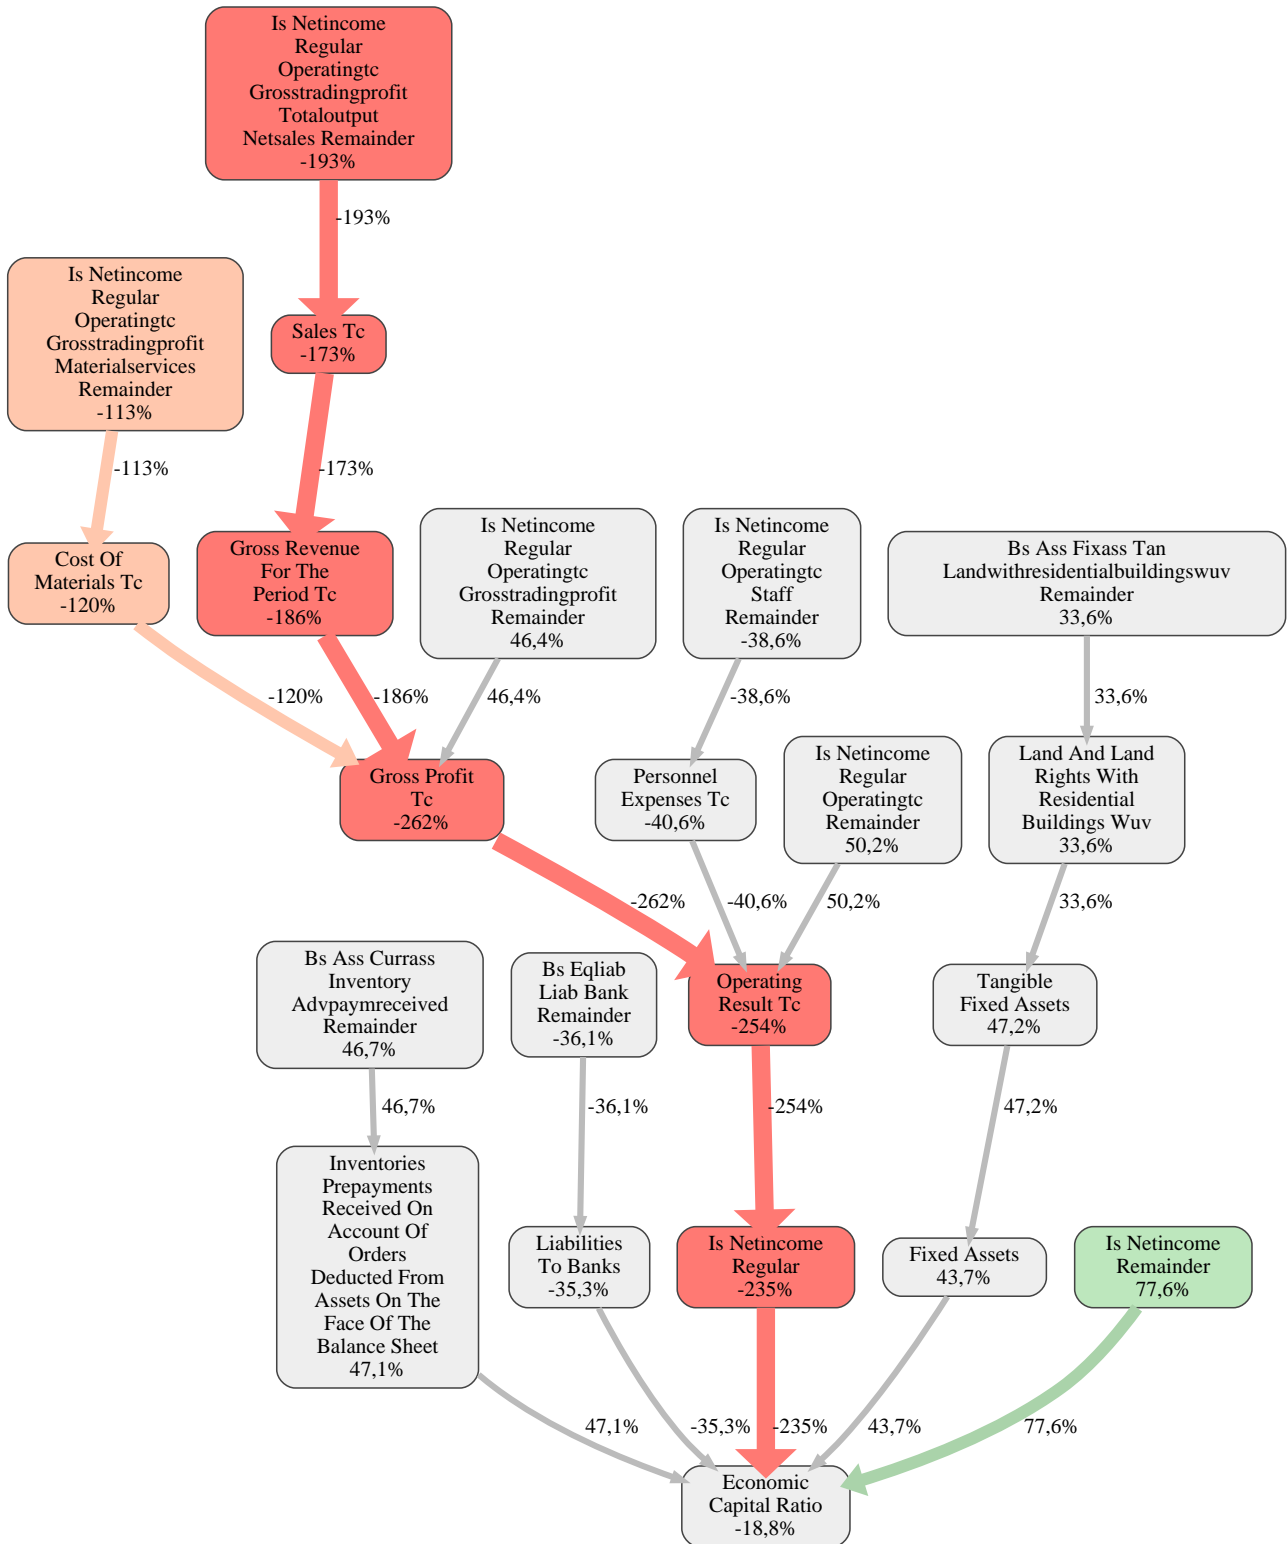 Is Netincome
Regular
Operatingtc
Grosstradingprofit
Totaloutput
Netsales Remainder
-193%
-193%
Is Netincome
Regular
Operatingtc
Grosstradingprofit
Materialservices
Remainder
-113%
Sales Tc
-173%
-113%
-173%
Cost Of
Materials Tc
-120%
Gross Revenue
For The
Period Tc
-186%
Is Netincome
Regular
Operatingtc
Grosstradingprofit
Remainder
46,4%
Is Netincome
Regular
Operatingtc
Staff
Remainder
-38,6%
Bs Ass Fixass Tan
Landwithresidentialbuildingswuv
Remainder
33,6%
-120%
-186%
46,4%
-38,6%
33,6%
Gross Profit
Tc
-262%
Personnel
Expenses Tc
-40,6%
Is Netincome
Regular
Operatingtc
Remainder
50,2%
Land And Land
Rights With
Residential
Buildings Wuv
33,6%
-262%
-40,6%
50,2%
33,6%
Bs Ass Currass
Inventory
Advpaymreceived
Remainder
46,7%
Bs Eqliab
Liab Bank
Remainder
-36,1%
Operating
Result Tc
-254%
Tangible
Fixed Assets
47,2%
46,7%
-36,1%
-254%
47,2%
Inventories
Prepayments
Received On
Account Of
Orders
Deducted From
Assets On The
Face Of The
Balance Sheet
47,1%
Liabilities
To Banks
-35,3%
Is Netincome
Regular
-235%
Fixed Assets
43,7%
Is Netincome
Remainder
77,6%
47,1%
-35,3%
-235%
43,7%
77,6%
Economic
Capital Ratio
-18,8%